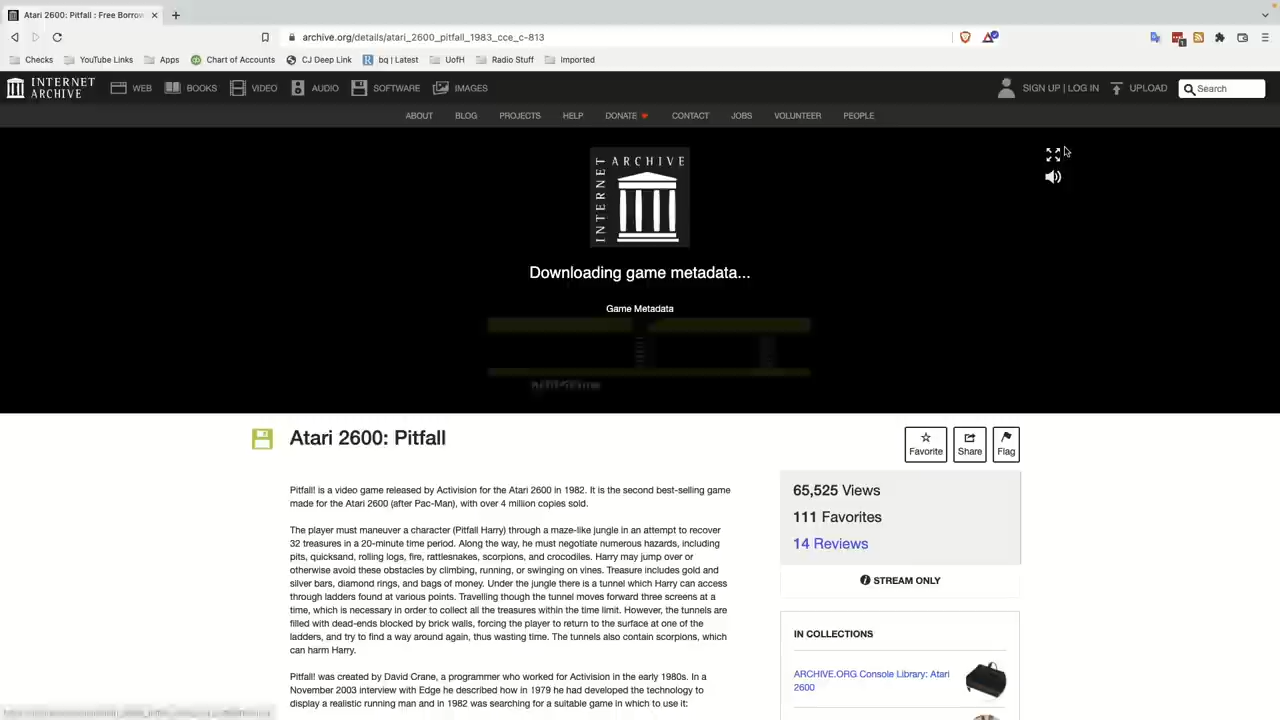 Atari 2600: Pitfall : Free Borrow
archive.org/details/atari_2600_pitfall_1983_cce_c-813
1
Checks YouTube Links Apps Chart of Accounts CJ Deep Link bq | Latest UofH Radio Stuff Imported
INTERNET ARCHIVE WEB BOOKS VIDEO AUDIO SOFTWARE IMAGES SIGN UP | LOG IN UPLOAD Search
ABOUT BLOG PROJECTS HELP DONATE CONTACT JOBS VOLUNTEER PEOPLE
INTERNET ARCHIVE
Downloading game metadata...
Game Metadata
Atari 2600: Pitfall
Favorite Share Flag
Pitfall! is a video game released by Activision for the Atari 2600 in 1982. It is the second best-selling game
made for the Atari 2600 (after Pac-Man), with over 4 million copies sold.
The player must maneuver a character (Pitfall Harry) through a maze-like jungle in an attempt to recover
32 treasures in a 20-minute time period. Along the way, he must negotiate numerous hazards, including
pits, quicksand, rolling logs, fire, rattlesnakes, scorpions, and crocodiles. Harry may jump over or
otherwise avoid these obstacles by climbing, running, or swinging on vines. Treasure includes gold and
silver bars, diamond rings, and bags of money. Under the jungle there is a tunnel which Harry can access
through ladders found at various points. Travelling though the tunnel moves forward three screens at a
time, which is necessary in order to collect all the treasures within the time limit. However, the tunnels are
filled with dead-ends blocked by brick walls, forcing the player to return to the surface at one of the
ladders, and try to find a way around again, thus wasting time. The tunnels also contain scorpions, which
can harm Harry.
Pitfall! was created by David Crane, a programmer who worked for Activision in the early 1980s. In a
November 2003 interview with Edge he described how in 1979 he had developed the technology to
display a realistic running man and in 1982 was searching for a suitable game in which to use it:
65,525 Views
111 Favorites
14 Reviews
STREAM ONLY
IN COLLECTIONS
ARCHIVE.ORG Console Library: Atari
2600